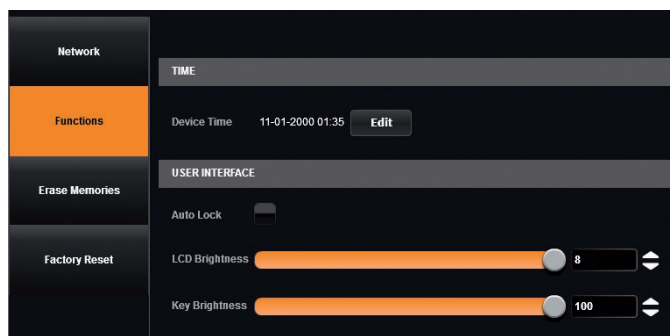 Network
TIME
Functions
Device Time 11-01-2000 01:35 Edit
USER INTERFACE
Erase Memories
Auto Lock
Factory Reset
LCD Brightness 8
Key Brightness 100